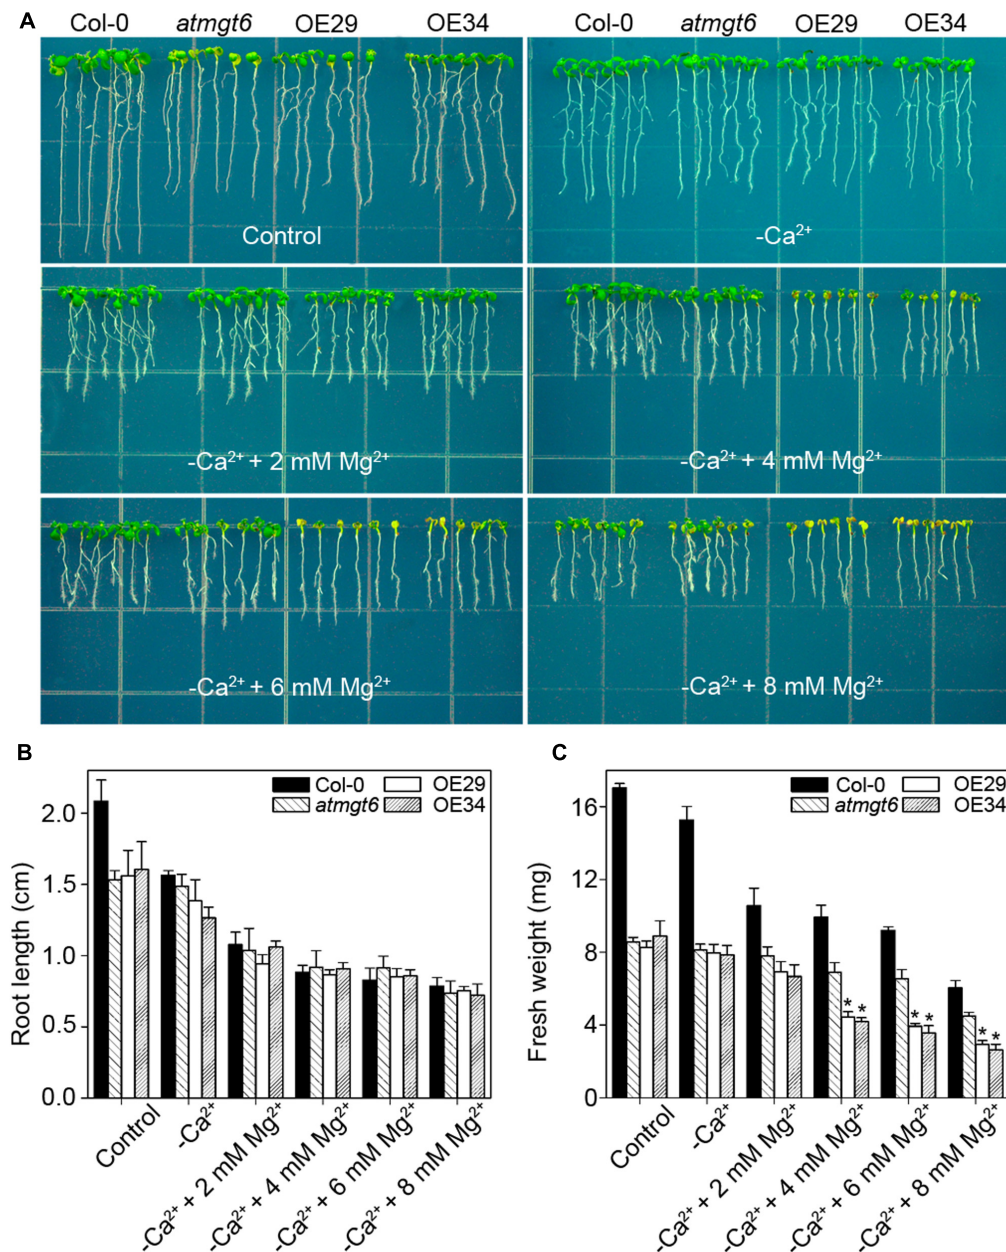 A Col-0 atmgt6 OE29 OE34 Col-0 atmgt6 OE29 OE34
Control
-Ca²⁺
-Ca²⁺ + 2 mM Mg²⁺
-Ca²⁺ + 4 mM Mg²⁺
-Ca²⁺ + 6 mM Mg²⁺
-Ca²⁺ + 8 mM Mg²⁺
B
Col-0 OE29
atmgt6 OE34
Root length (cm)
2.0
1.5
1.0
0.5
0.0
Control
-Ca²⁺
-Ca²⁺ + 2 mM Mg²⁺
-Ca²⁺ + 4 mM Mg²⁺
-Ca²⁺ + 6 mM Mg²⁺
-Ca²⁺ + 8 mM Mg²⁺
C
Col-0 OE29
atmgt6 OE34
Fresh weight (mg)
16
12
8
4
0
* *
* *
* *
Control
-Ca²⁺
-Ca²⁺ + 2 mM Mg²⁺
-Ca²⁺ + 4 mM Mg²⁺
-Ca²⁺ + 6 mM Mg²⁺
-Ca²⁺ + 8 mM Mg²⁺